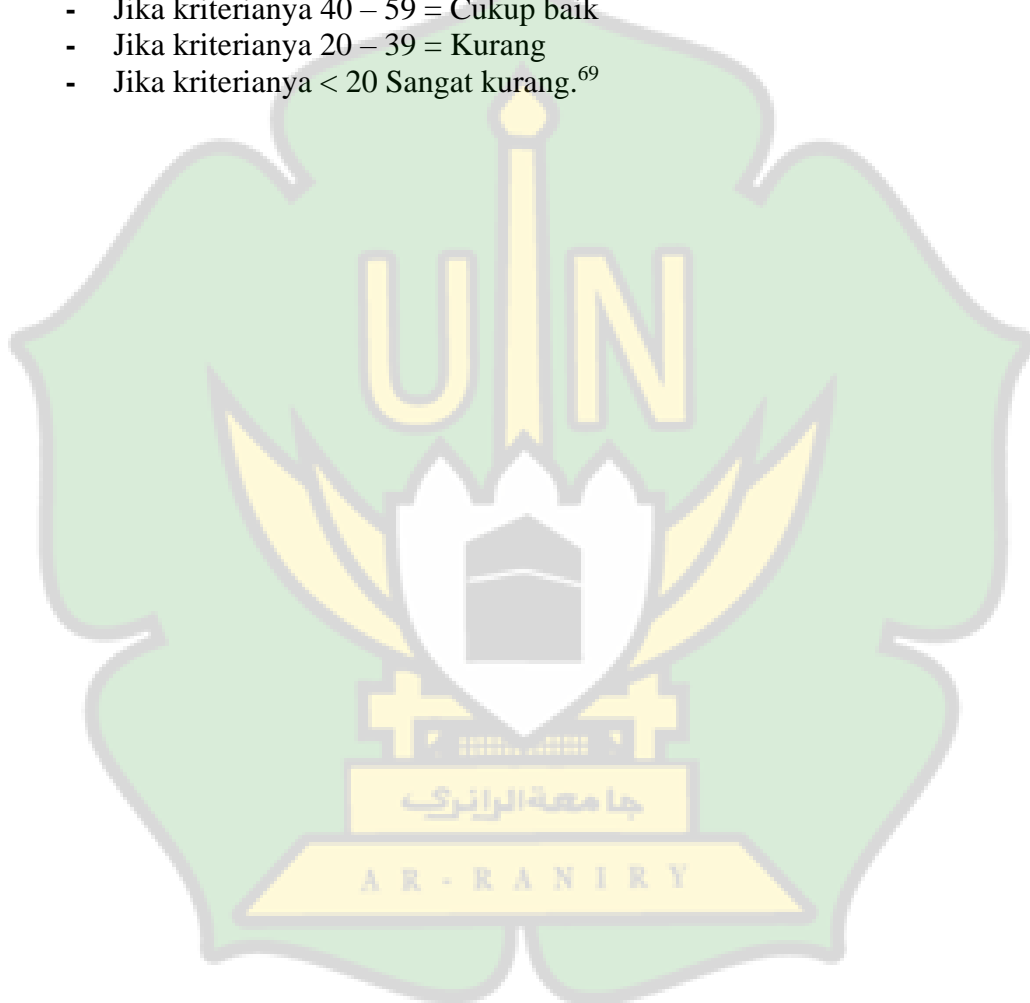 - Jika kriterianya 40 – 59 = Cukup baik
- Jika kriterianya 20 – 39 = Kurang
- Jika kriterianya < 20 Sangat kurang.69
UIN
جامعة الرانري
AR-RANIRY